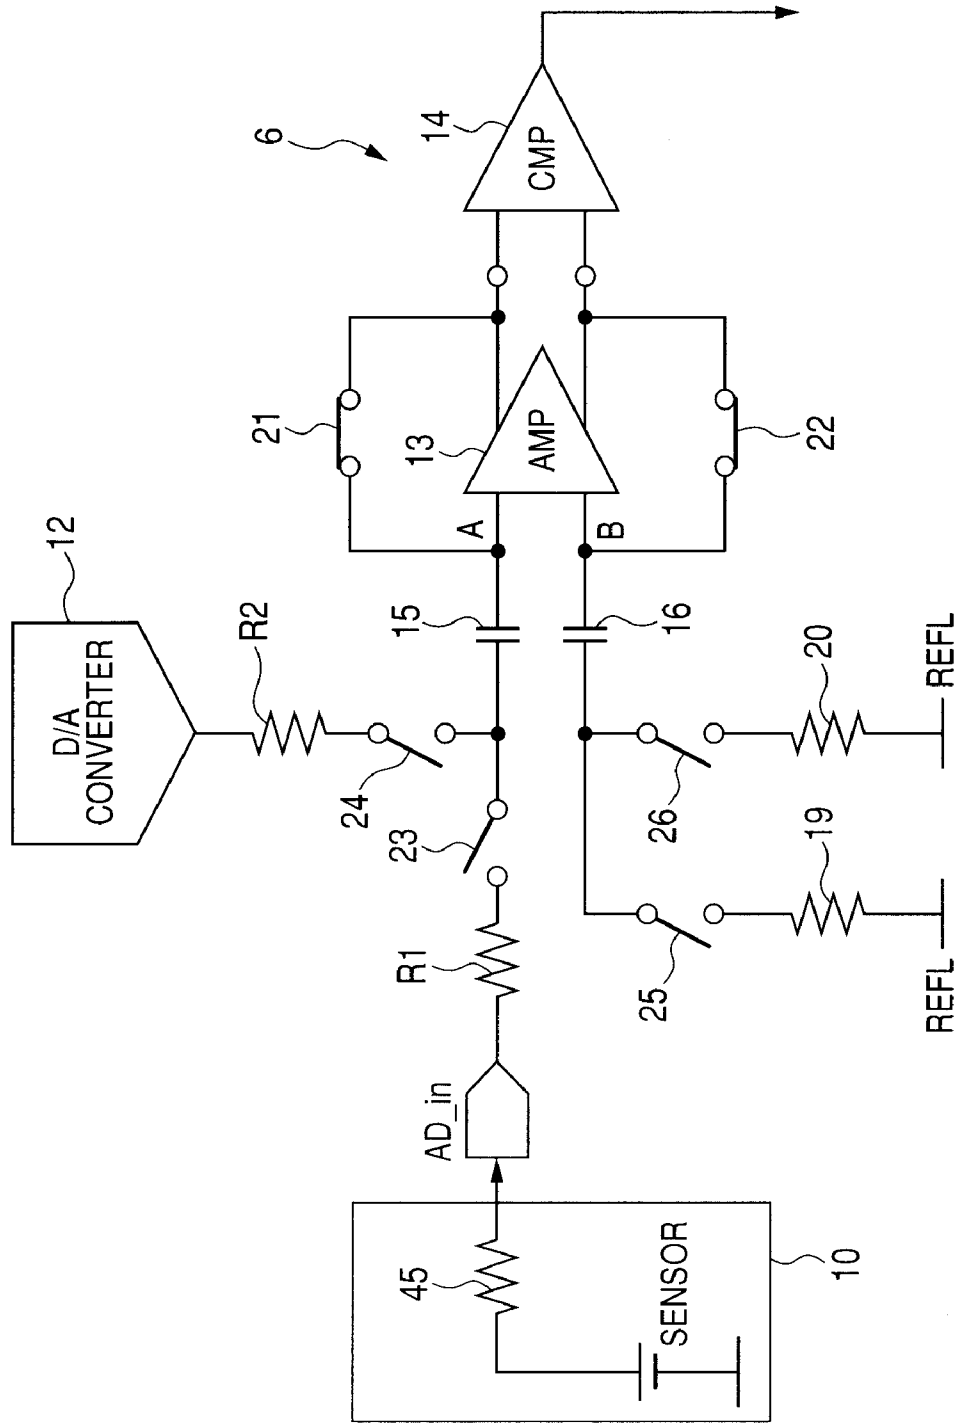 6
14
CMP
21
13
AMP
22
A
B
12
D/A
CONVERTER
R2
15
16
24
23
26
20
REFL
R1
25
19
REFL
AD_in
45
SENSOR
10